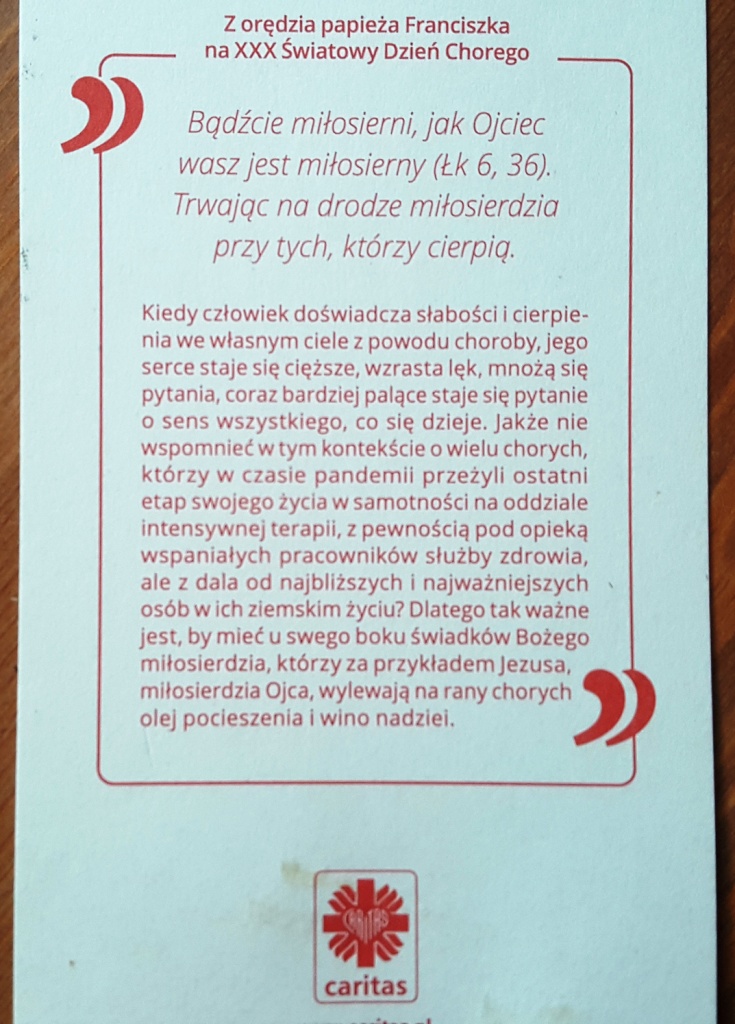 Z orędzia papieża Franciszka
na XXX Światowy Dzień Chorego
Bądźcie miłosierni, jak Ojciec
wasz jest miłosierny (Łk 6, 36).
Trwając na drodze miłosierdzia
przy tych, którzy cierpią.
Kiedy człowiek doświadcza słabości i cierpie-
nia we własnym ciele z powodu choroby, jego
serce staje się cięższe, wzrasta lęk, mnożą się
pytania, coraz bardziej palące staje się pytanie
o sens wszystkiego, co się dzieje. Jakże nie
wspomnieć w tym kontekście o wielu chorych,
którzy w czasie pandemii przeżyli ostatni
etap swojego życia w samotności na oddziale
intensywnej terapii, z pewnością pod opieką
wspaniałych pracowników służby zdrowia,
ale z dala od najbliższych i najważniejszych
osób w ich ziemskim życiu? Dlatego tak ważne
jest, by mieć u swego boku świadków Bożego
miłosierdzia, którzy za przykładem Jezusa,
miłosierdzia Ojca, wylewają na rany chorych
olej pocieszenia i wino nadziei.
CARITAS
caritas